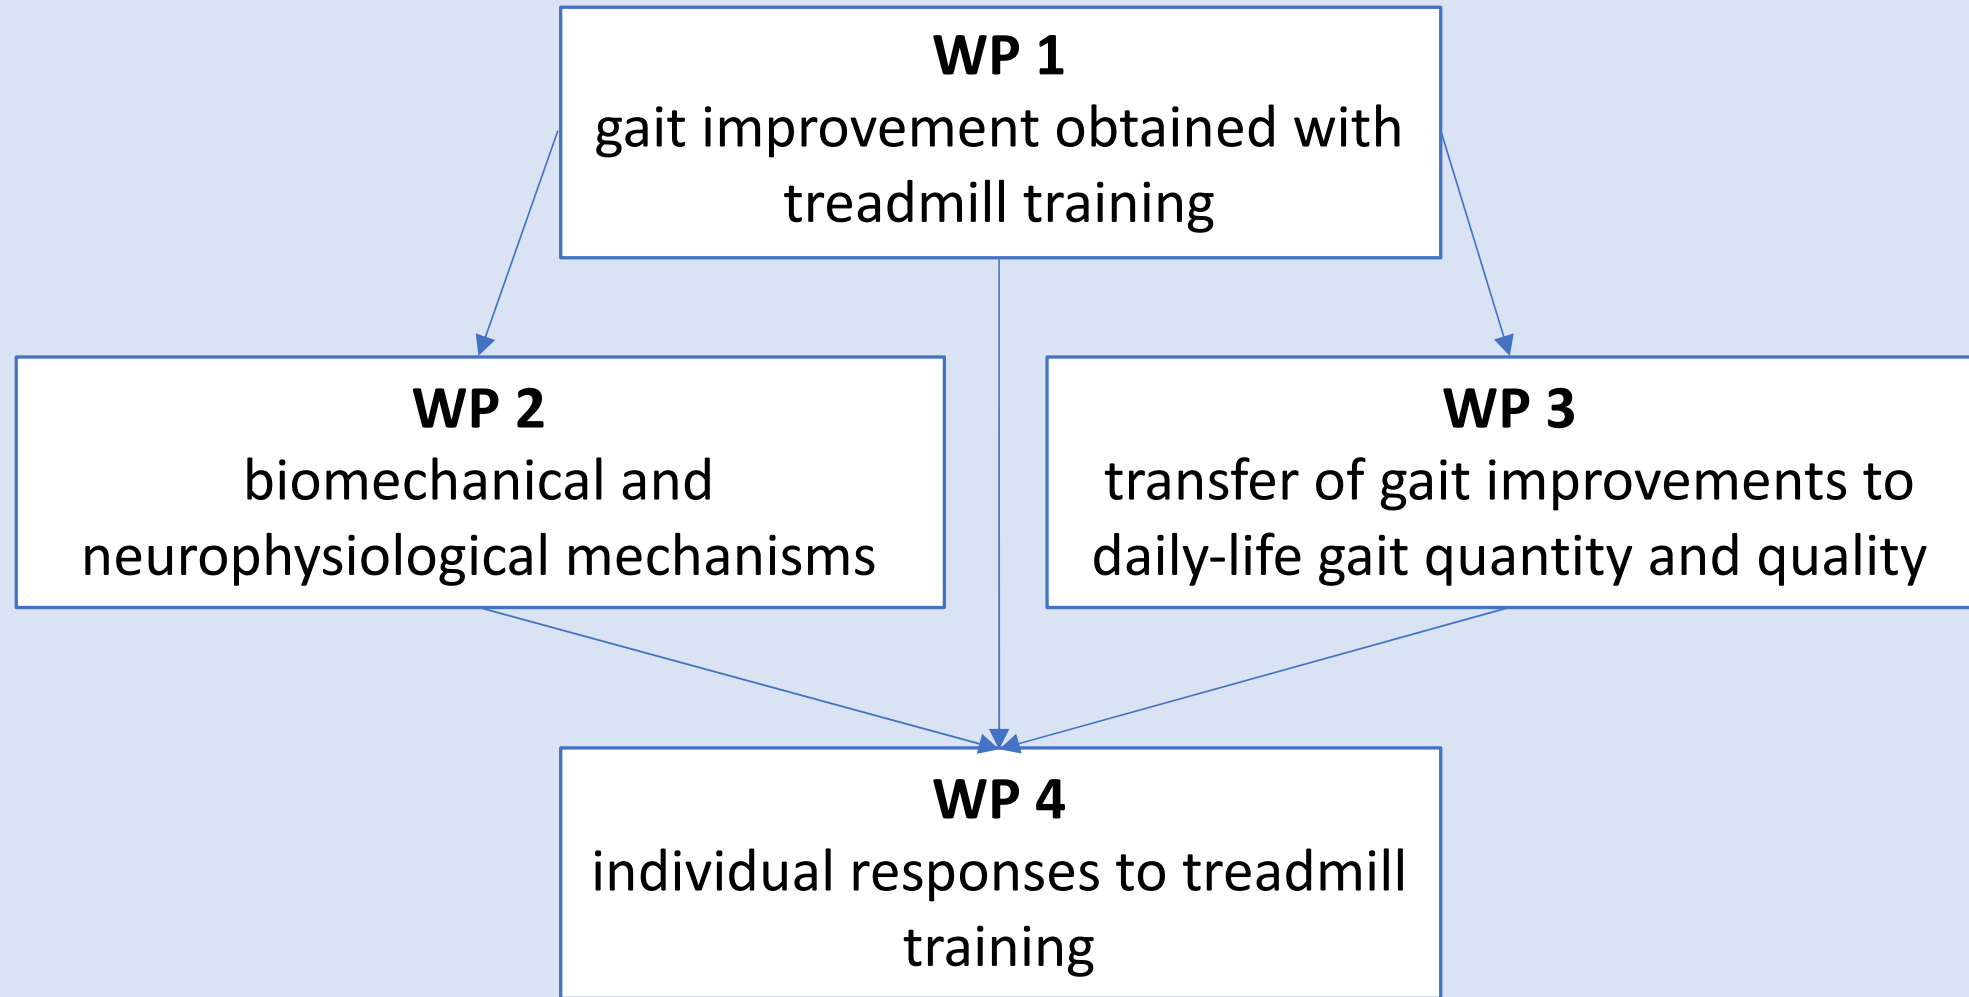 WP 1
gait improvement obtained with
treadmill training
WP 2
biomechanical and
neurophysiological mechanisms
WP 3
transfer of gait improvements to
daily-life gait quantity and quality
WP 4
individual responses to treadmill
training